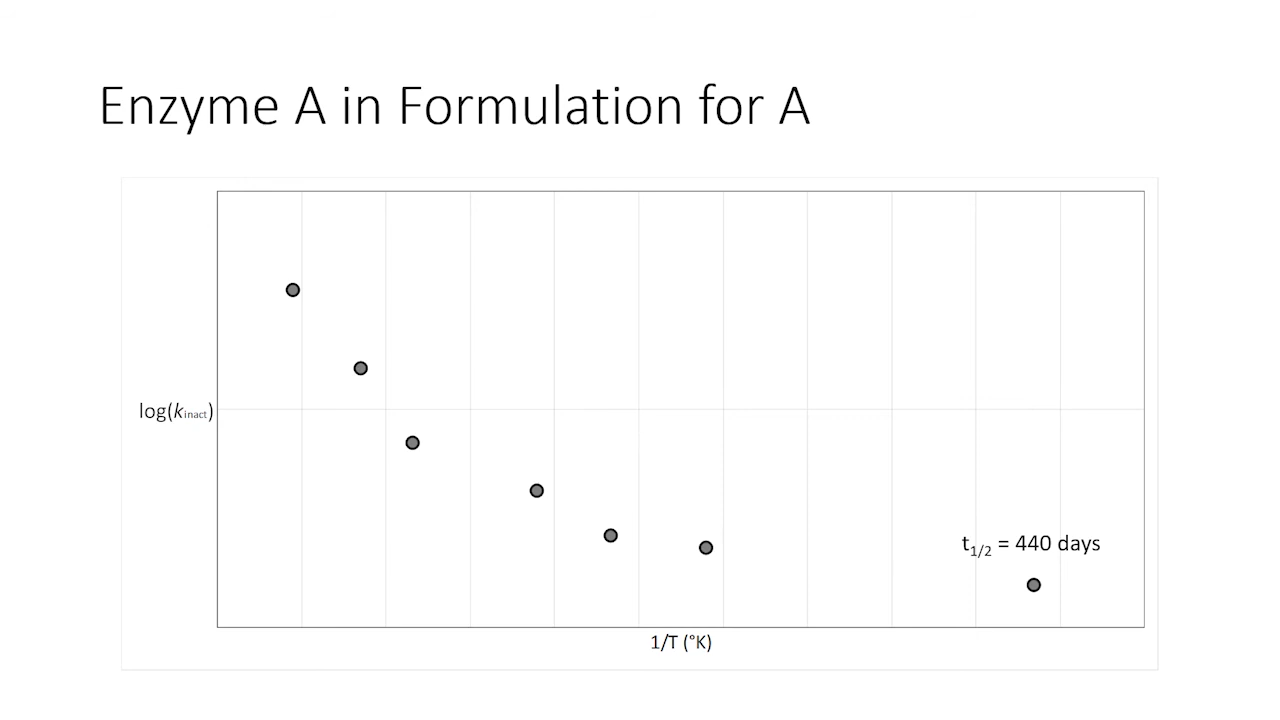 Enzyme A in Formulation for A
log(kinact)
t1/2 = 440 days
1/T (°K)